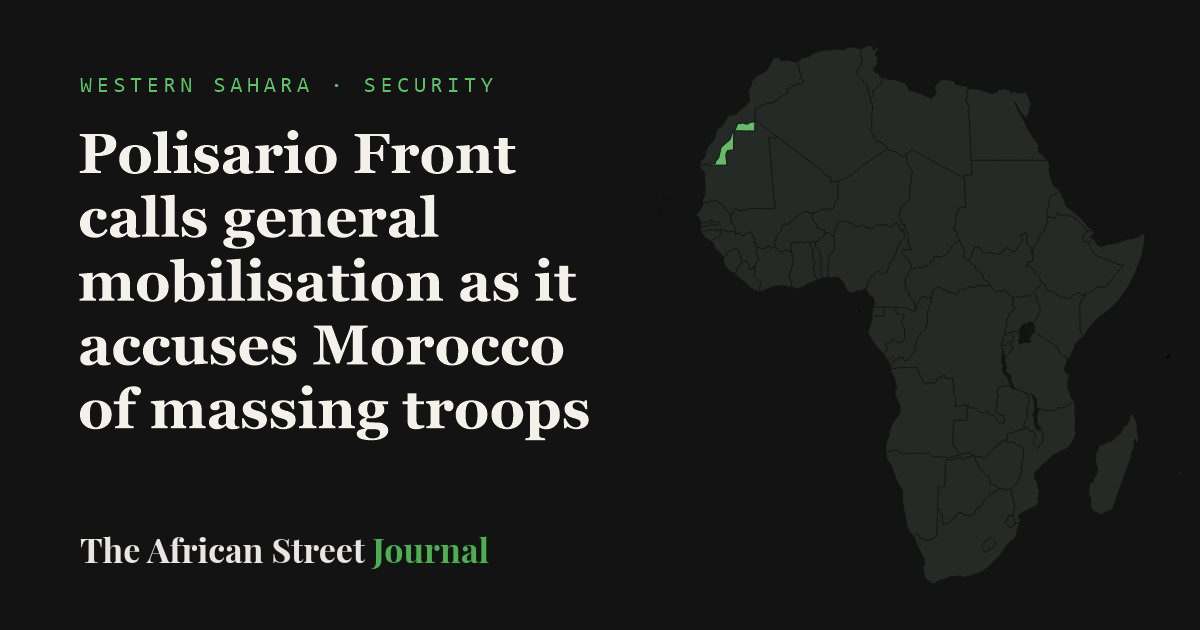 WESTERN SAHARA · SECURITY
Polisario Front
calls general
mobilisation as it
accuses Morocco
of massing troops
The African Street Journal